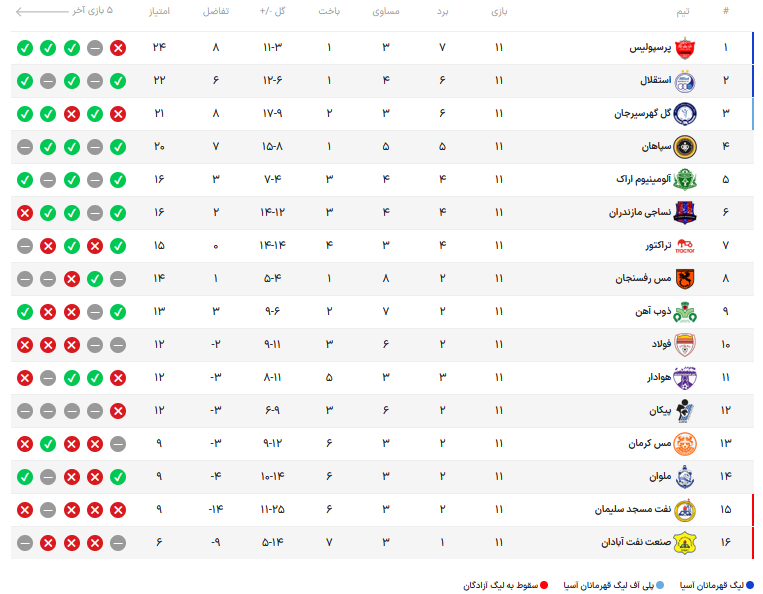 # تیم بازی برد مساوی باخت گل +/- تفاضل امتیاز ۵ بازی آخر
۱ پرسپولیس ۱۱ ۷ ۳ ۱ ۱۱-۳ ۸ ۲۴
۲ استقلال ۱۱ ۶ ۴ ۱ ۱۲-۶ ۶ ۲۲
۳ گل گهرسیرجان ۱۱ ۶ ۳ ۲ ۱۷-۹ ۸ ۲۱
۴ سپاهان ۱۱ ۵ ۵ ۱ ۱۵-۸ ۷ ۲۰
۵ آلومینیوم اراک ۱۱ ۴ ۴ ۳ ۷-۴ ۳ ۱۶
۶ نساجی مازندران ۱۱ ۴ ۴ ۳ ۱۴-۱۲ ۲ ۱۶
۷ تراکتور ۱۱ ۴ ۳ ۴ ۱۴-۱۴ ۰ ۱۵
۸ مس رفسنجان ۱۱ ۲ ۸ ۱ ۵-۴ ۱ ۱۴
۹ ذوب آهن ۱۱ ۲ ۷ ۲ ۹-۶ ۳ ۱۳
۱۰ فولاد ۱۱ ۲ ۶ ۳ ۹-۱۱ -۲ ۱۲
۱۱ هوادار ۱۱ ۳ ۳ ۵ ۸-۱۱ -۳ ۱۲
۱۲ پیکان ۱۱ ۲ ۶ ۳ ۶-۹ -۳ ۱۲
۱۳ مس کرمان ۱۱ ۲ ۳ ۶ ۹-۱۲ -۳ ۹
۱۴ ملوان ۱۱ ۲ ۳ ۶ ۱۰-۱۴ -۴ ۹
۱۵ نفت مسجد سلیمان ۱۱ ۲ ۳ ۶ ۱۱-۲۵ -۱۴ ۹
۱۶ صنعت نفت آبادان ۱۱ ۱ ۳ ۷ ۵-۱۴ -۹ ۶
لیگ قهرمانان آسیا پلی آف لیگ قهرمانان آسیا سقوط به لیگ آزادگان